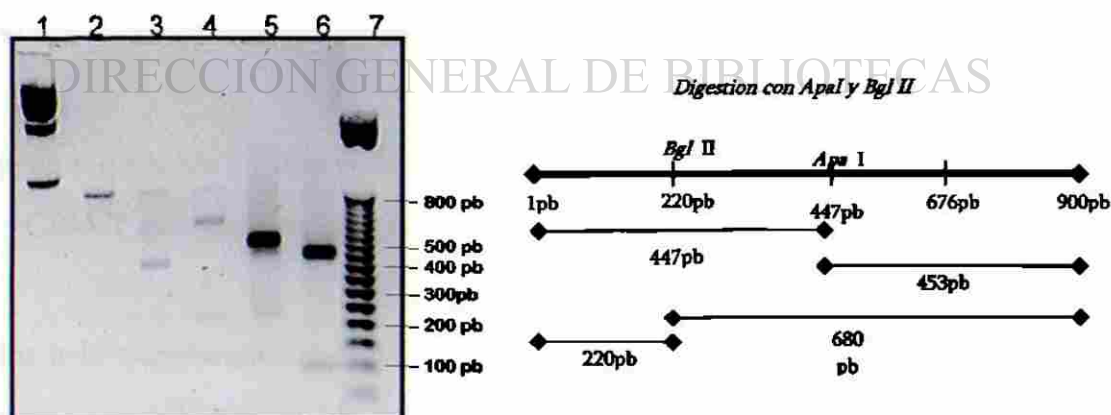 1 2 3 4 5 6 7
DIRECCIÓN GENERAL DE BIBLIOTECAS
800 pb
500 pb
400 pb
300pb
200 pb
100 pb
Digestion con ApaI y Bgl II
Bgl II
Apa I
1pb
220pb
447pb
676pb
900pb
447pb
453pb
680
pb
220pb